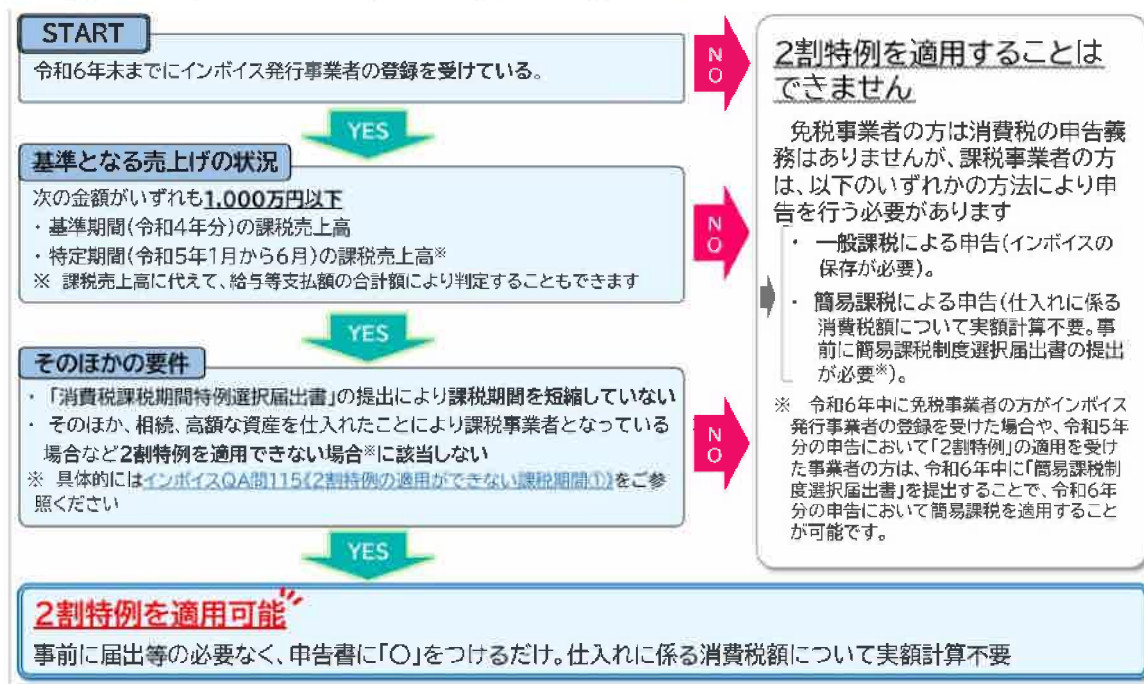 START
令和6年末までにインボイス発行事業者の登録を受けている。
NO
YES
基準となる売上げの状況
次の金額がいずれも1,000万円以下
・ 基準期間(令和4年分)の課税売上高
・ 特定期間(令和5年1月から6月)の課税売上高※
※ 課税売上高に代えて、給与等支払額の合計額により判定することもできます
NO
YES
そのほかの要件
・ 「消費税課税期間特例選択届出書」の提出により課税期間を短縮していない
・ そのほか、相続、高額な資産を仕入れたことにより課税事業者となっている
場合など2割特例を適用できない場合※に該当しない
※ 具体的にはインボイスQA問115《2割特例の適用ができない課税期間①》をご参
照ください
NO
YES
2割特例を適用することは
できません
免税事業者の方は消費税の申告義
務はありませんが、課税事業者の方
は、以下のいずれかの方法により申
告を行う必要があります
・ 一般課税による申告(インボイスの
保存が必要)。
・ 簡易課税による申告(仕入れに係る
消費税額について実額計算不要。事
前に簡易課税制度選択届出書の提出
が必要※)。
※ 令和6年中に免税事業者の方がインボイス
発行事業者の登録を受けた場合や、令和5年
分の申告において「2割特例」の適用を受け
た事業者の方は、令和6年中に「簡易課税制
度選択届出書」を提出することで、令和6年
分の申告において簡易課税を適用すること
が可能です。
2割特例を適用可能
事前に届出等の必要なく、申告書に「〇」をつけるだけ。仕入れに係る消費税額について実額計算不要